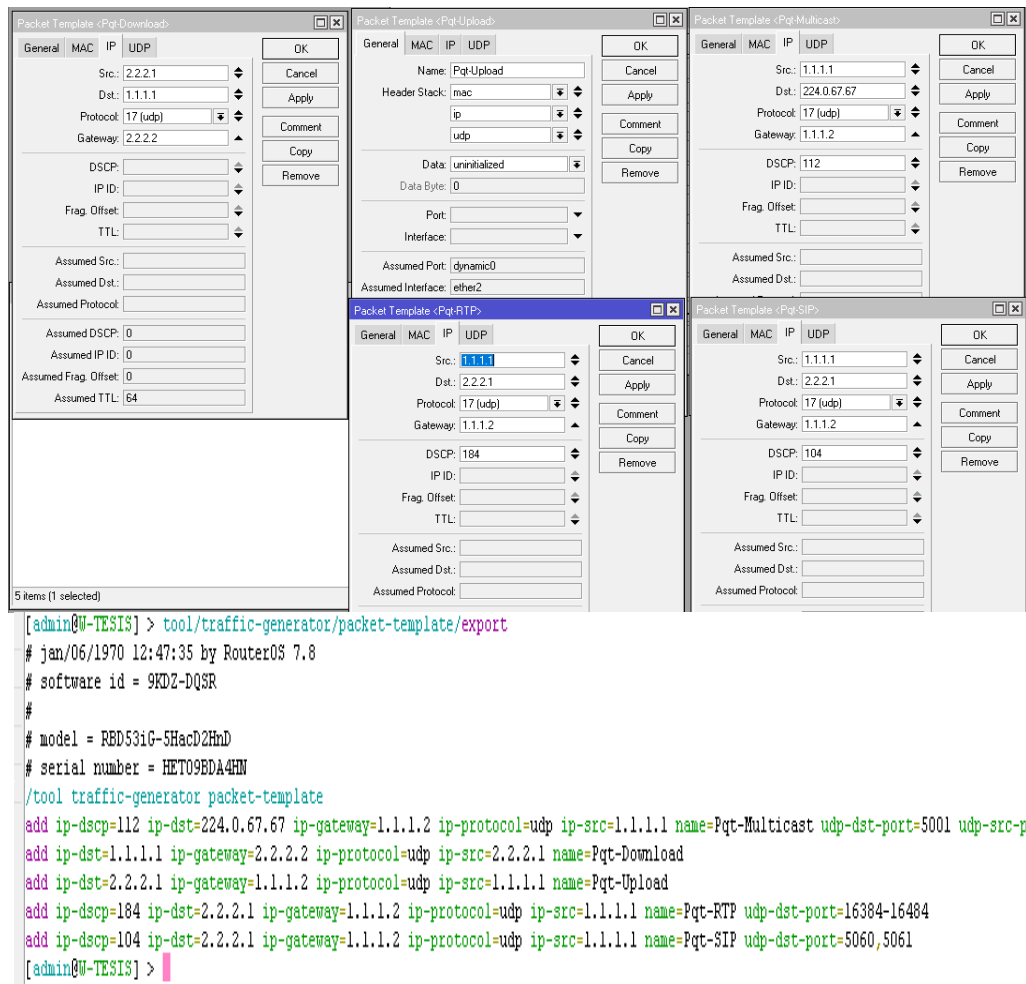 Packet Template <Pqt-Download>
General MAC IP UDP
Src.: 2.2.2.1
Dst.: 1.1.1.1
Protocol: 17 (udp)
Gateway: 2.2.2.2
DSCP:
IP ID:
Frag. Offset:
TTL:
Assumed Src.:
Assumed Dst.:
Assumed Protocol:
Assumed DSCP: 0
Assumed IP ID: 0
Assumed Frag. Offset: 0
Assumed TTL: 64
OK
Cancel
Apply
Comment
Copy
Remove
5 items (1 selected)
Packet Template <Pqt-Upload>
General MAC IP UDP
Name: Pqt-Upload
Header Stack: mac
ip
udp
Data: uninitialized
Data Byte: 0
Port:
Interface:
Assumed Port: dynamic0
Assumed Interface: ether2
OK
Cancel
Apply
Comment
Copy
Remove
Packet Template <Pqt-Multicast>
General MAC IP UDP
Src.: 1.1.1.1
Dst.: 224.0.67.67
Protocol: 17 (udp)
Gateway: 1.1.1.2
DSCP: 112
IP ID:
Frag. Offset:
TTL:
Assumed Src.:
Assumed Dst.:
OK
Cancel
Apply
Comment
Copy
Remove
Packet Template <Pqt-RTP>
General MAC IP UDP
Src.: 1.1.1.1
Dst.: 2.2.2.1
Protocol: 17 (udp)
Gateway: 1.1.1.2
DSCP: 184
IP ID:
Frag. Offset:
TTL:
Assumed Src.:
Assumed Dst.:
Assumed Protocol:
OK
Cancel
Apply
Comment
Copy
Remove
Packet Template <Pqt-SIP>
General MAC IP UDP
Src.: 1.1.1.1
Dst.: 2.2.2.1
Protocol: 17 (udp)
Gateway: 1.1.1.2
DSCP: 104
IP ID:
Frag. Offset:
TTL:
Assumed Src.:
Assumed Dst.:
Assumed Protocol:
OK
Cancel
Apply
Comment
Copy
Remove
[admin@W-TESIS] > tool/traffic-generator/packet-template/export
# jan/06/1970 12:47:35 by RouterOS 7.8
# software id = 9KDZ-DQSR
#
# model = RBD53iG-5HacD2HnD
# serial number = HET09BDA4HN
/tool traffic-generator packet-template
add ip-dscp=112 ip-dst=224.0.67.67 ip-gateway=1.1.1.2 ip-protocol=udp ip-src=1.1.1.1 name=Pqt-Multicast udp-dst-port=5001 udp-src-p
add ip-dst=1.1.1.1 ip-gateway=2.2.2.2 ip-protocol=udp ip-src=2.2.2.1 name=Pqt-Download
add ip-dst=2.2.2.1 ip-gateway=1.1.1.2 ip-protocol=udp ip-src=1.1.1.1 name=Pqt-Upload
add ip-dscp=184 ip-dst=2.2.2.1 ip-gateway=1.1.1.2 ip-protocol=udp ip-src=1.1.1.1 name=Pqt-RTP udp-dst-port=16384-16484
add ip-dscp=104 ip-dst=2.2.2.1 ip-gateway=1.1.1.2 ip-protocol=udp ip-src=1.1.1.1 name=Pqt-SIP udp-dst-port=5060,5061
[admin@W-TESIS] >